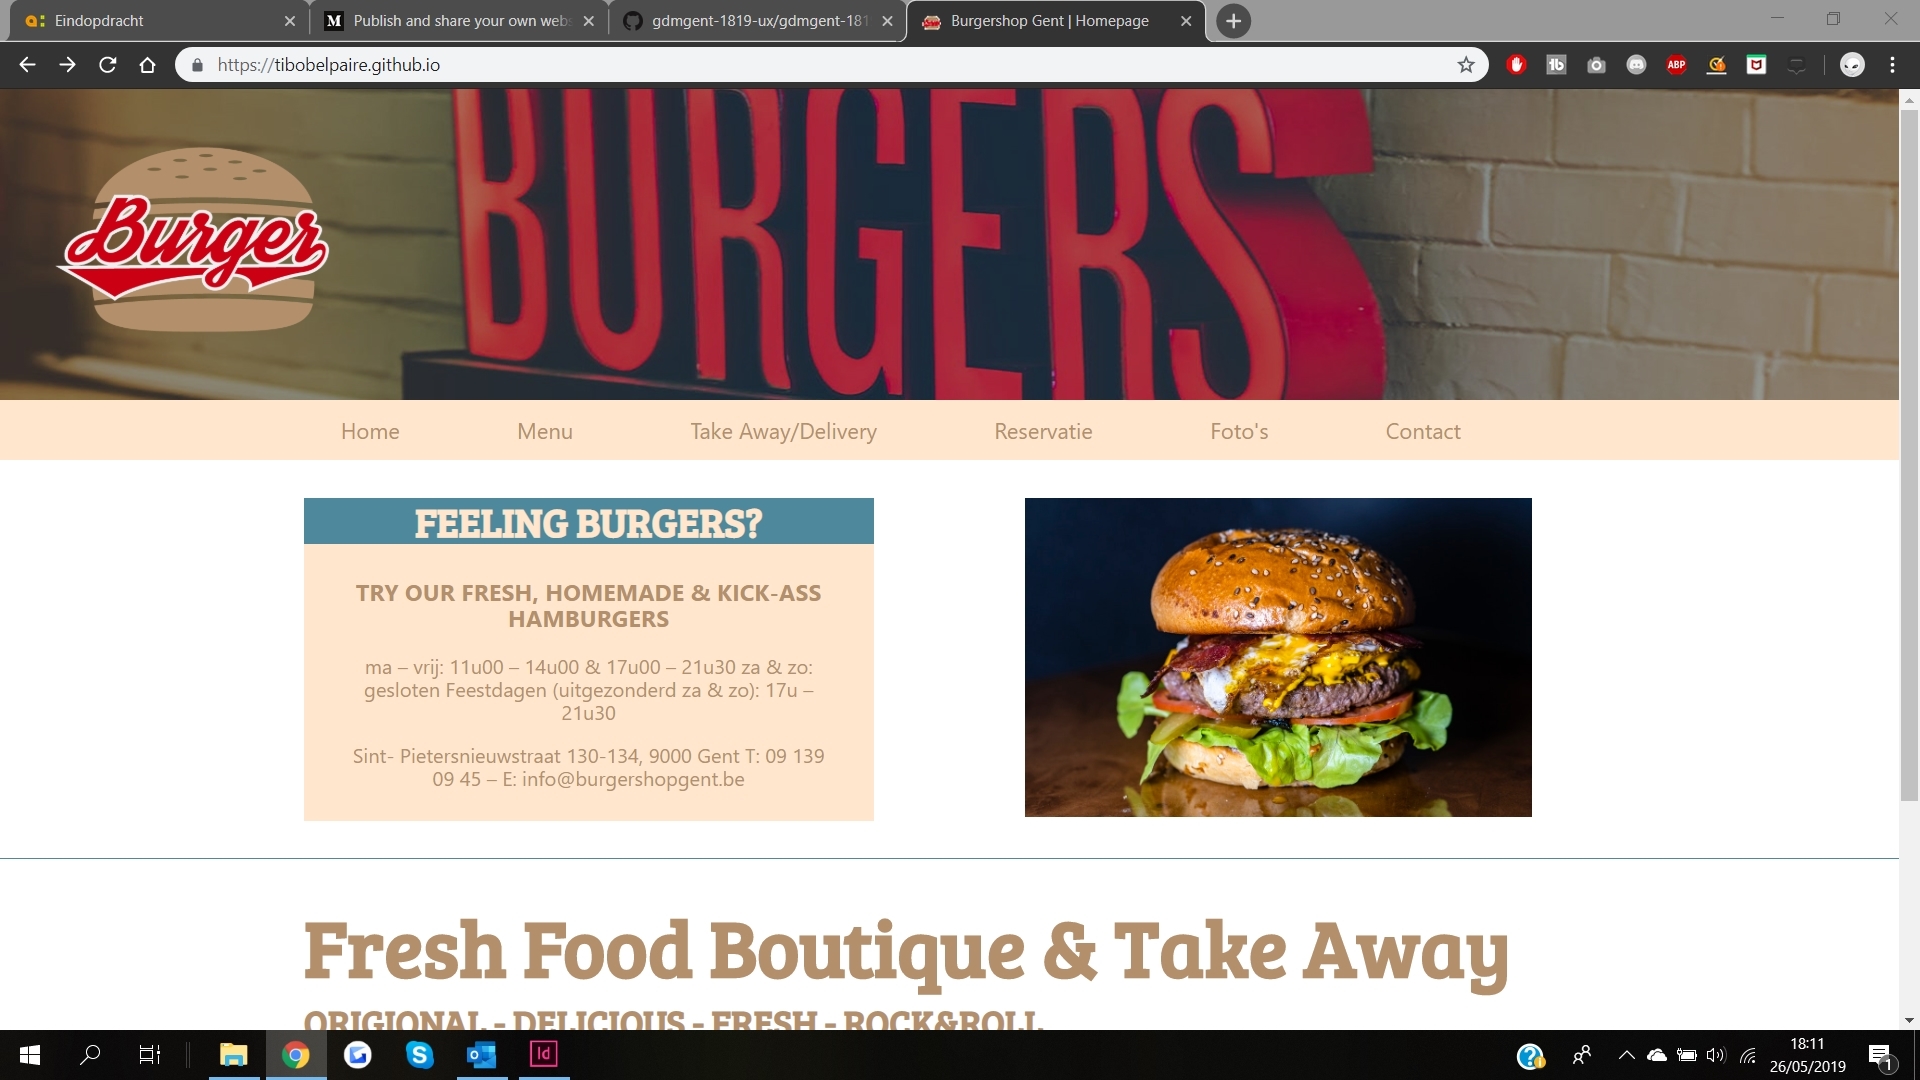 Eindopdracht
Publish and share your own webs
gdmgent-1819-ux/gdmgent-181
Burgershop Gent | Homepage
https://tibobelpaire.github.io
ABP
BURGERS
Burger
Home
Menu
Take Away/Delivery
Reservatie
Foto's
Contact
FEELING BURGERS?
TRY OUR FRESH, HOMEMADE & KICK-ASS
HAMBURGERS
ma – vrij: 11u00 – 14u00 & 17u00 – 21u30 za & zo:
gesloten Feestdagen (uitgezonderd za & zo): 17u –
21u30
Sint- Pietersnieuwstraat 130-134, 9000 Gent T: 09 139
09 45 – E: info@burgershopgent.be
Fresh Food Boutique & Take Away
ORIGIONAL - DELICIOUS - FRESH - ROCK&ROLL
Id
18:11
26/05/2019
1